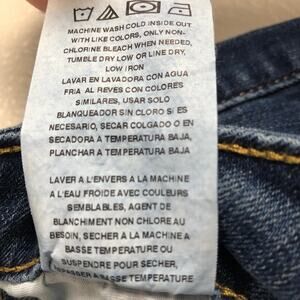 MACHINE WASH COLD INSIDE OUT
WITH LIKE COLORS, ONLY NON-
CHLORINE BLEACH WHEN NEEDED,
TUMBLE DRY LOW OR LINE DRY,
LOW IRON
LAVAR EN LAVADORA CON AGUA
FRIA AL REVES CON COLORES
SIMILARES, USAR SOLO
BLANQUEADOR SIN CLORO SI ES
NECESARIO, SECAR COLGADO O EN
SECADORA A TEMPERATURA BAJA,
PLANCHAR A TEMPERATURA BAJA
LAVER A L'ENVERS A LA MACHINE
A L'EAU FROIDE AVEC COULEURS
SEMBLABLES, AGENT DE
BLANCHIMENT NON CHLORE AU
BESOIN, SECHER A LA MACHINE A
BASSE TEMPERATURE OU
SUSPENDRE POUR SECHER,
A BASSE TEMPERATURE